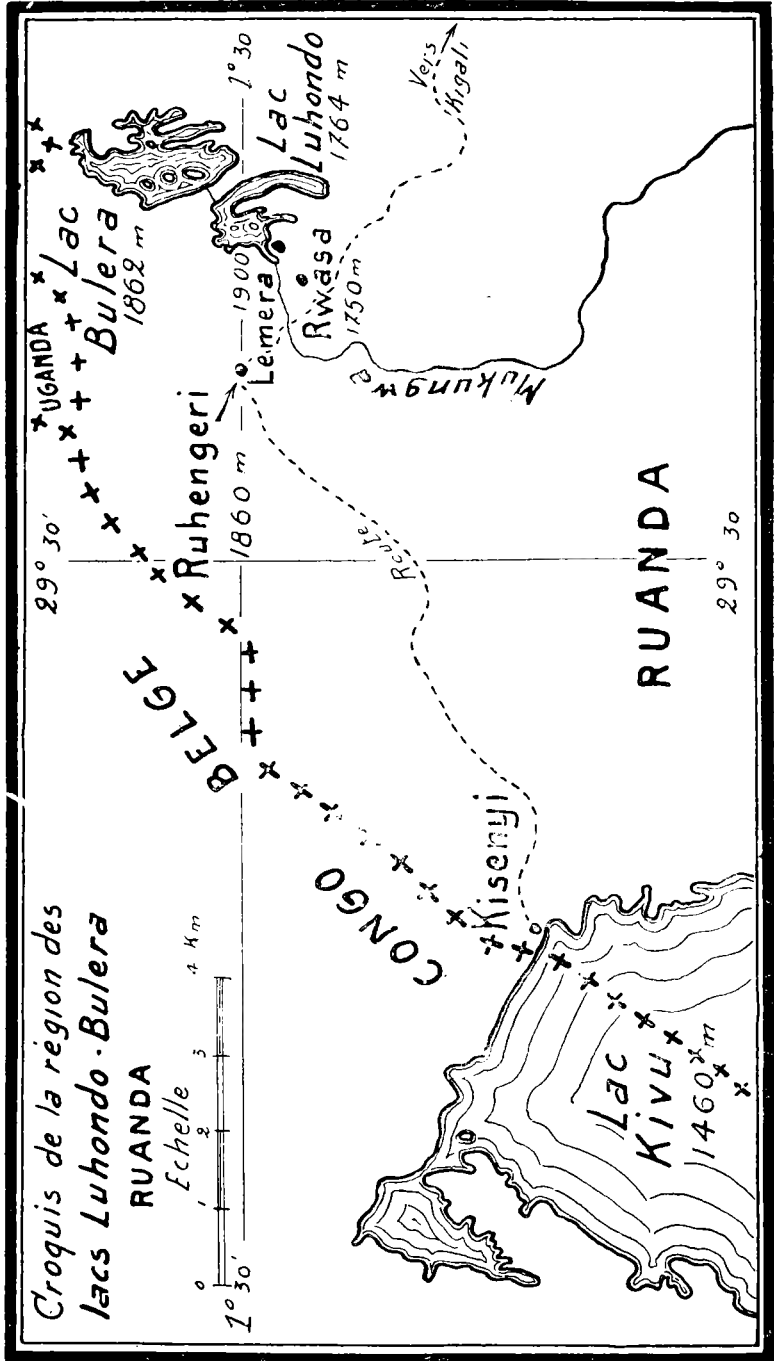 Croquis de la région des
lacs Luhondo-Bulera
RUANDA
Echelle
0 1 2 3 4 Km
1° 30'
29° 30'
UGANDA
Lac
Bulera
1862 m
1° 30
Lac
Luhondo
1764 m
CONGO BELGE
Ruhengeri
1860 m
1900
Lemera
Rwasa
1750 m
Vers
Kigali
Mukungwa
Route
Kisenyi
Lac
Kivu
1460 m
RUANDA
29° 30